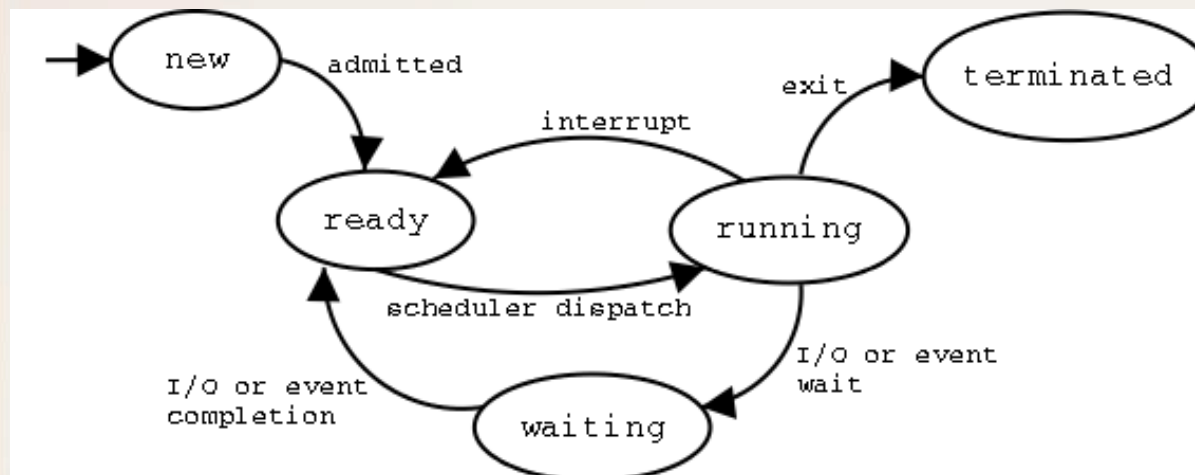 new
admitted
terminated
exit
interrupt
ready
running
scheduler dispatch
I/O or event
wait
I/O or event
completion
waiting